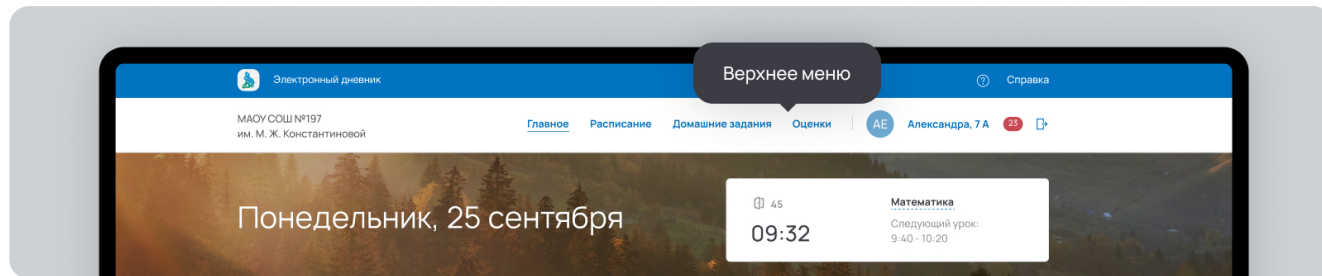 Верхнее меню
Электронный дневник
Справка
МАОУ СОШ №197
им. М. Ж. Константиновой
Главное Расписание Домашние задания Оценки АЕ Александра, 7 А 23
Понедельник, 25 сентября
45
09:32
Математика
Следующий урок:
9:40 - 10:20